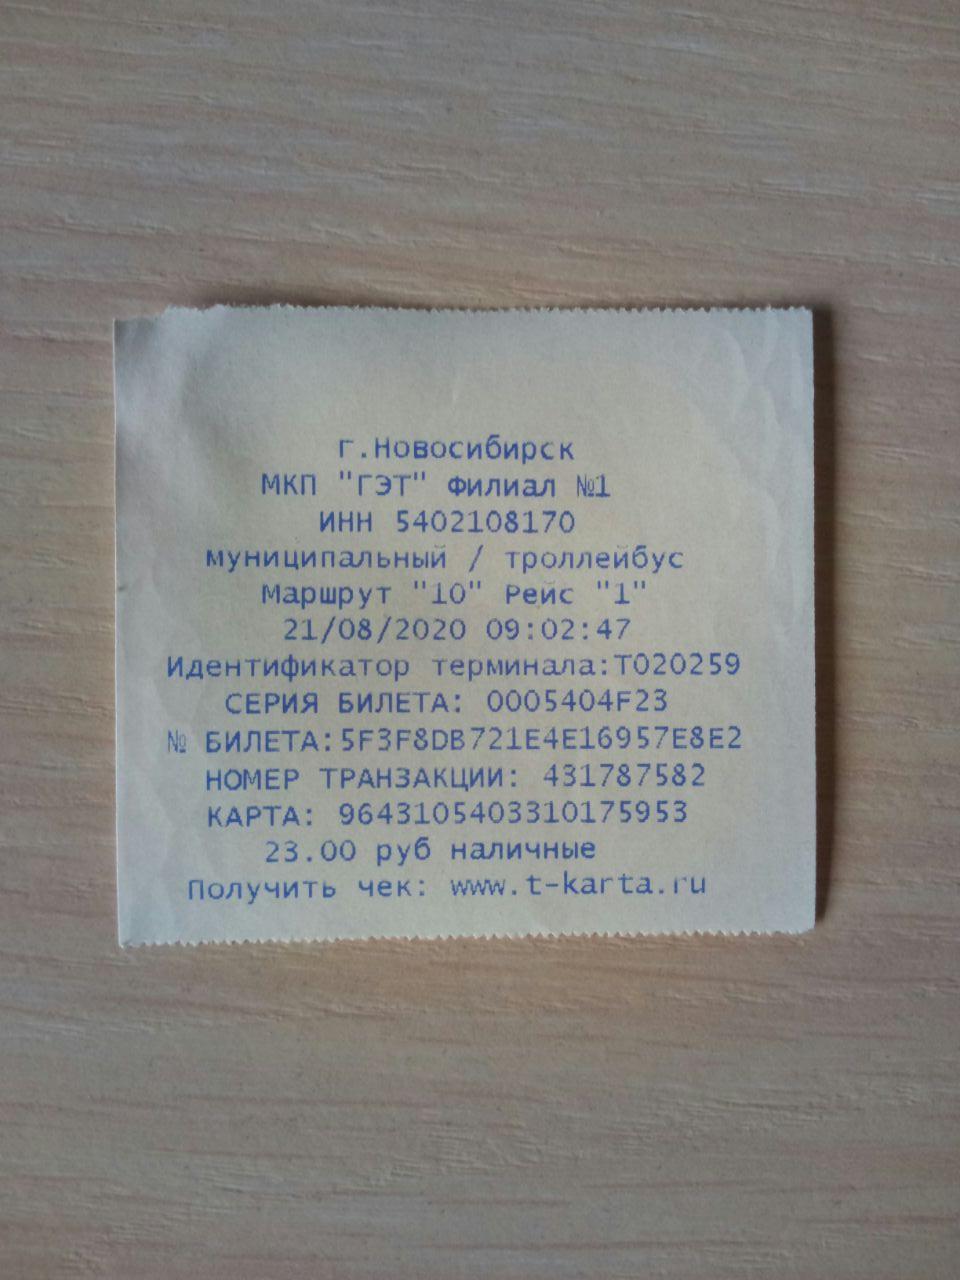 г.Новосибирск
МКП "ГЭТ" Филиал №1
ИНН 5402108170
муниципальный / троллейбус
Маршрут "10" Рейс "1"
21/08/2020 09:02:47
Идентификатор терминала:T020259
СЕРИЯ БИЛЕТА: 0005404F23
№ БИЛЕТА:5F3F8DB721E4E16957E8E2
НОМЕР ТРАНЗАКЦИИ: 431787582
КАРТА: 9643105403310175953
23.00 руб наличные
Получить чек: www.t-karta.ru